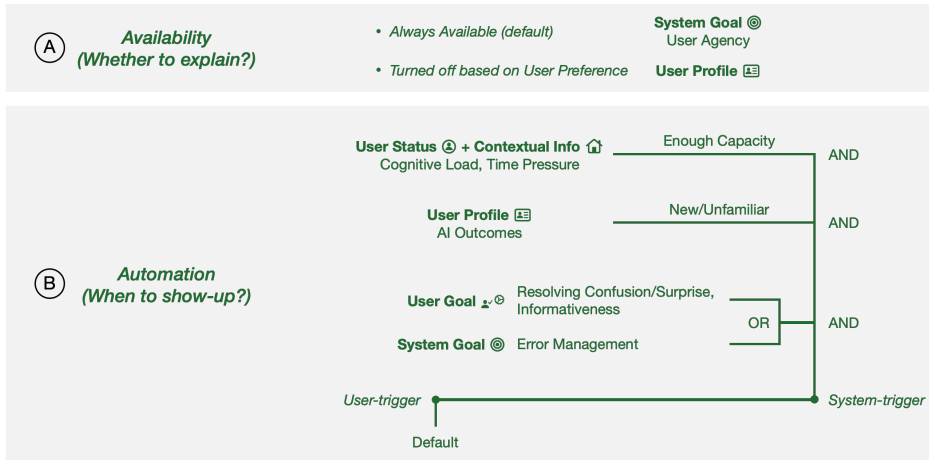 A
Availability
(Whether to explain?)
• Always Available (default)
System Goal
User Agency
• Turned off based on User Preference
User Profile
B
Automation
(When to show-up?)
User Status + Contextual Info
Cognitive Load, Time Pressure
Enough Capacity
AND
User Profile
AI Outcomes
New/Unfamiliar
AND
User Goal
Resolving Confusion/Surprise,
Informativeness
System Goal
Error Management
OR
AND
User-trigger
System-trigger
Default